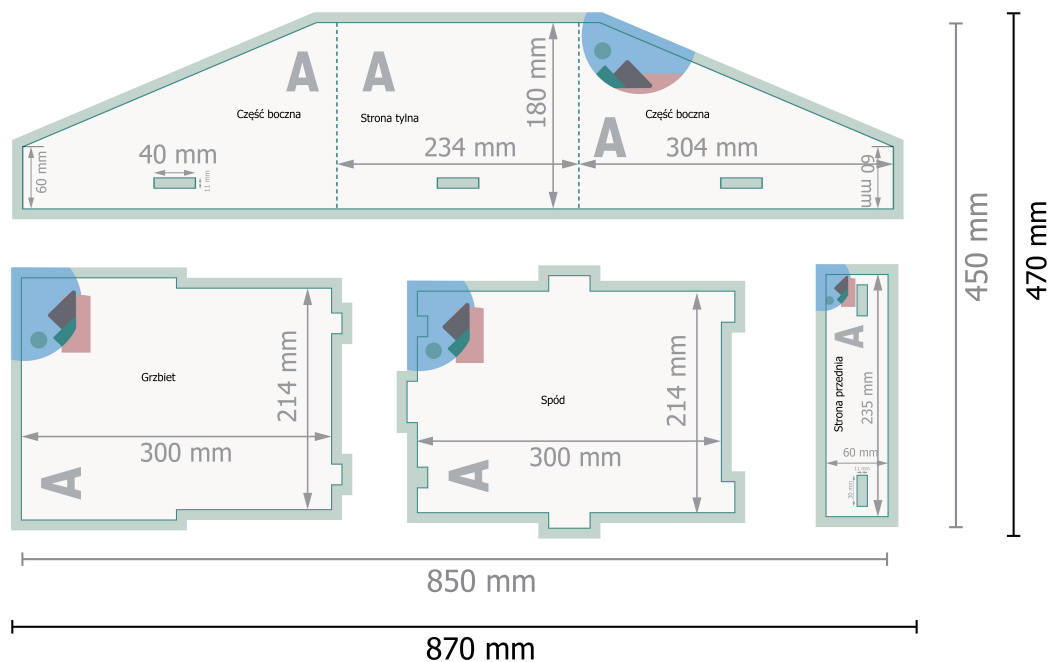 A
A
Część boczna
Strona tylna
180 mm
Część boczna
A
40 mm
234 mm
304 mm
60 mm
11 mm
60 mm
450 mm
470 mm
A
Strona przednia
235 mm
214 mm
214 mm
Grzbiet
Spód
300 mm
300 mm
60 mm
11 mm
30 mm
A
A
850 mm
870 mm